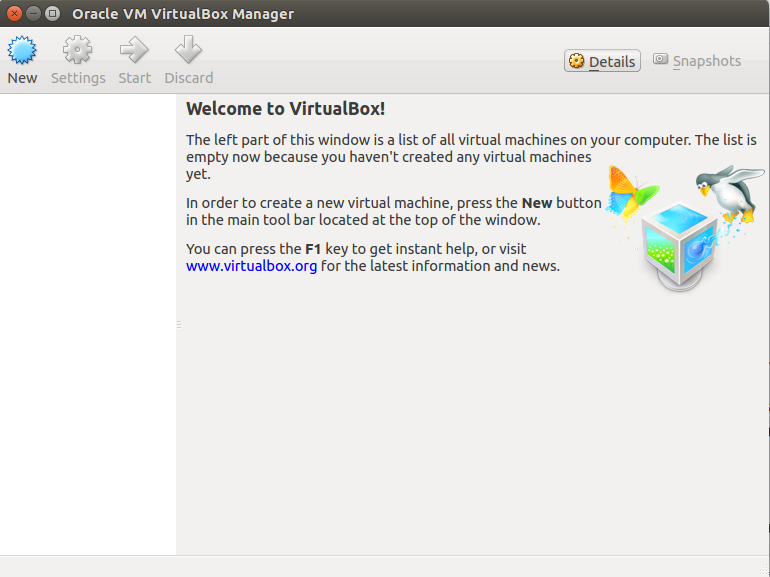 Oracle VM VirtualBox Manager
New Settings Start Discard
Details Snapshots
Welcome to VirtualBox!
The left part of this window is a list of all virtual machines on your computer. The list is
empty now because you haven't created any virtual machines
yet.
In order to create a new virtual machine, press the New button
in the main tool bar located at the top of the window.
You can press the F1 key to get instant help, or visit
www.virtualbox.org for the latest information and news.